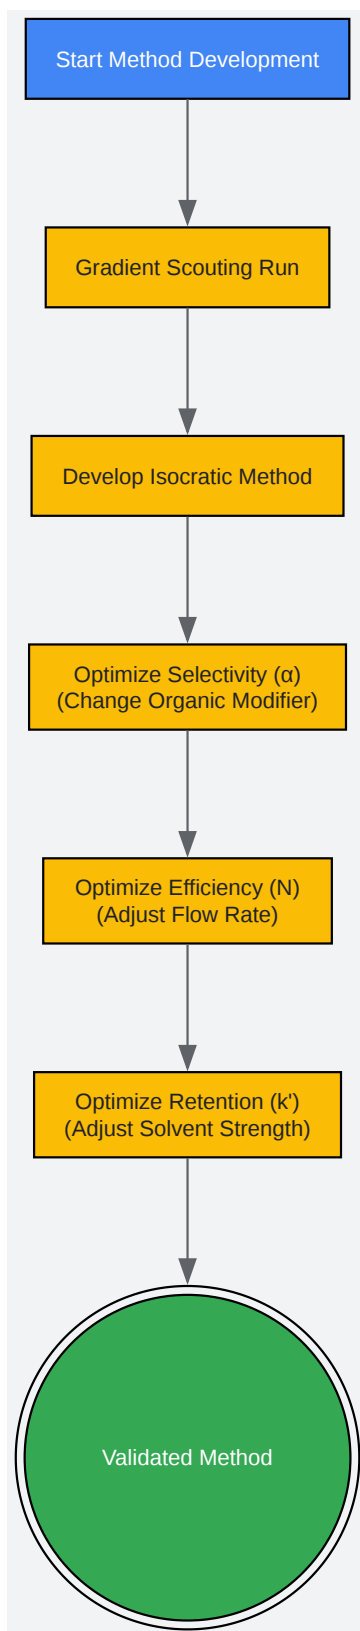 Start Method Development
Gradient Scouting Run
Develop Isocratic Method
Optimize Selectivity (α)
(Change Organic Modifier)
Optimize Efficiency (N)
(Adjust Flow Rate)
Optimize Retention (k')
(Adjust Solvent Strength)
Validated Method